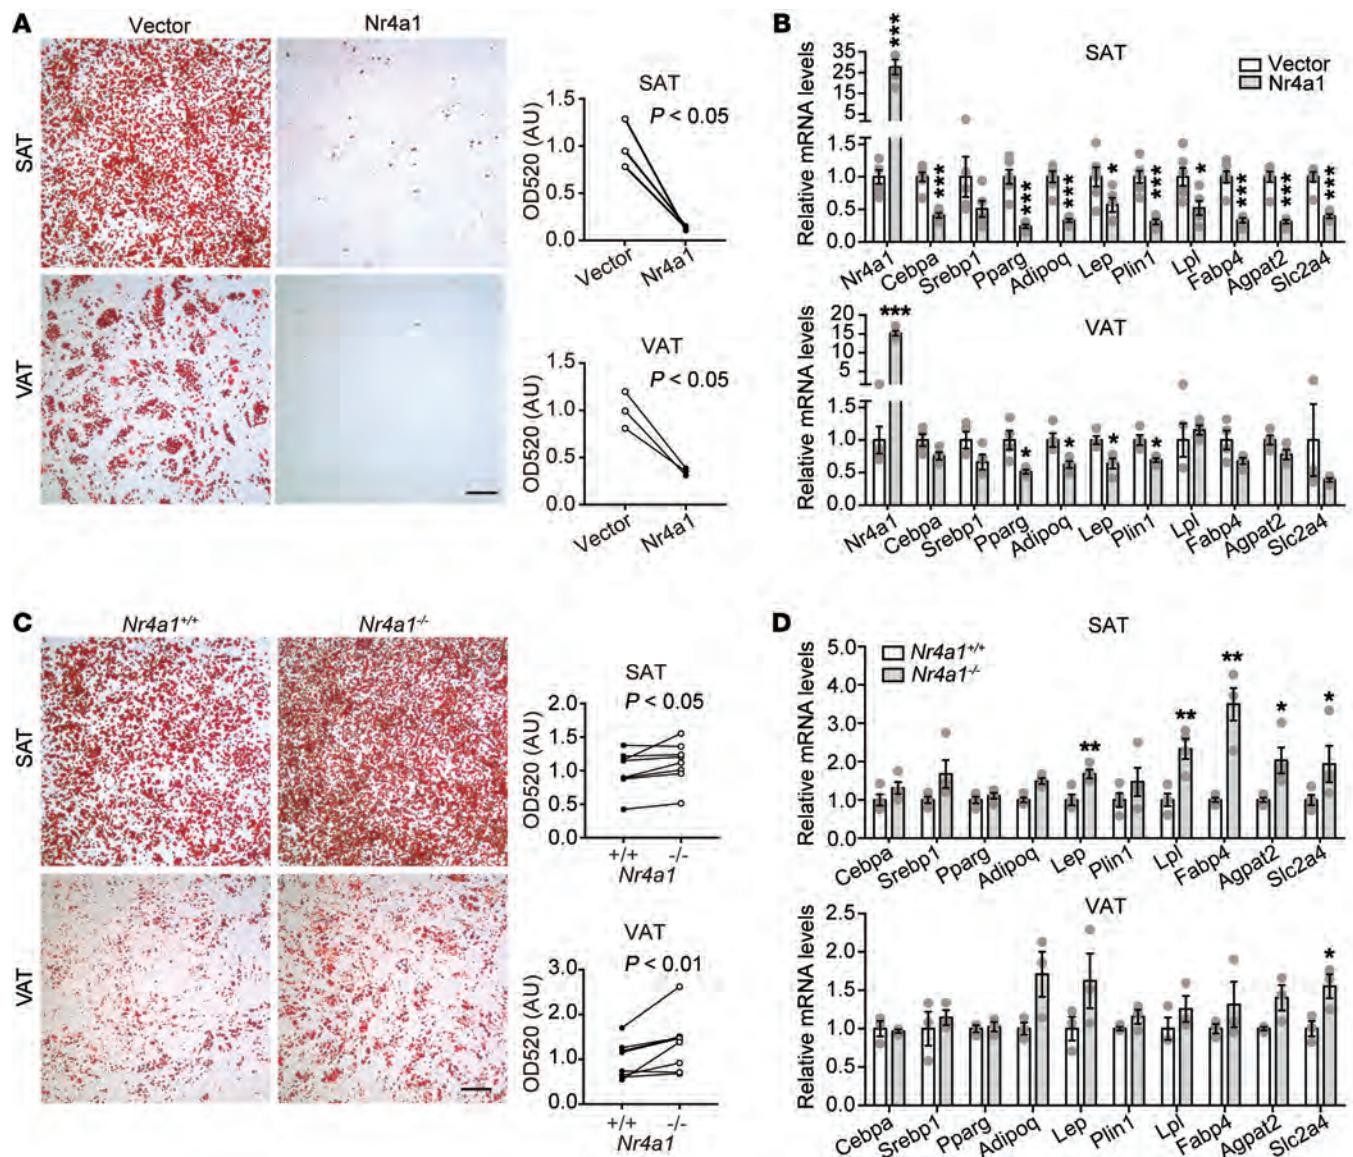 A
Vector
Nr4a1
SAT
VAT
SAT
P < 0.05
OD520 (AU)
1.5
1.0
0.5
0.0
Vector
Nr4a1
VAT
P < 0.05
OD520 (AU)
1.5
1.0
0.5
0.0
Vector
Nr4a1
B
SAT
Vector
Nr4a1
Relative mRNA levels
35
25
15
5
1.5
1.0
0.5
0.0
***
***
***
***
*
***
*
***
***
***
Nr4a1
Cebpa
Srebp1
Pparg
Adipoq
Lep
Plin1
Lpl
Fabp4
Agpat2
Slc2a4
VAT
Relative mRNA levels
20
15
10
5
1.5
1.0
0.5
0.0
***
*
*
*
*
Nr4a1
Cebpa
Srebp1
Pparg
Adipoq
Lep
Plin1
Lpl
Fabp4
Agpat2
Slc2a4
C
Nr4a1+/+
Nr4a1-/-
SAT
VAT
SAT
P < 0.05
OD520 (AU)
2.0
1.5
1.0
0.5
0.0
+/+ -/-
Nr4a1
VAT
P < 0.01
OD520 (AU)
3.0
2.0
1.0
0.0
+/+ -/-
Nr4a1
D
SAT
Nr4a1+/+
Nr4a1-/-
Relative mRNA levels
5.0
4.0
3.0
2.0
1.0
0.0
**
**
**
*
*
Cebpa
Srebp1
Pparg
Adipoq
Lep
Plin1
Lpl
Fabp4
Agpat2
Slc2a4
VAT
Relative mRNA levels
2.5
2.0
1.5
1.0
0.5
0.0
*
Cebpa
Srebp1
Pparg
Adipoq
Lep
Plin1
Lpl
Fabp4
Agpat2
Slc2a4